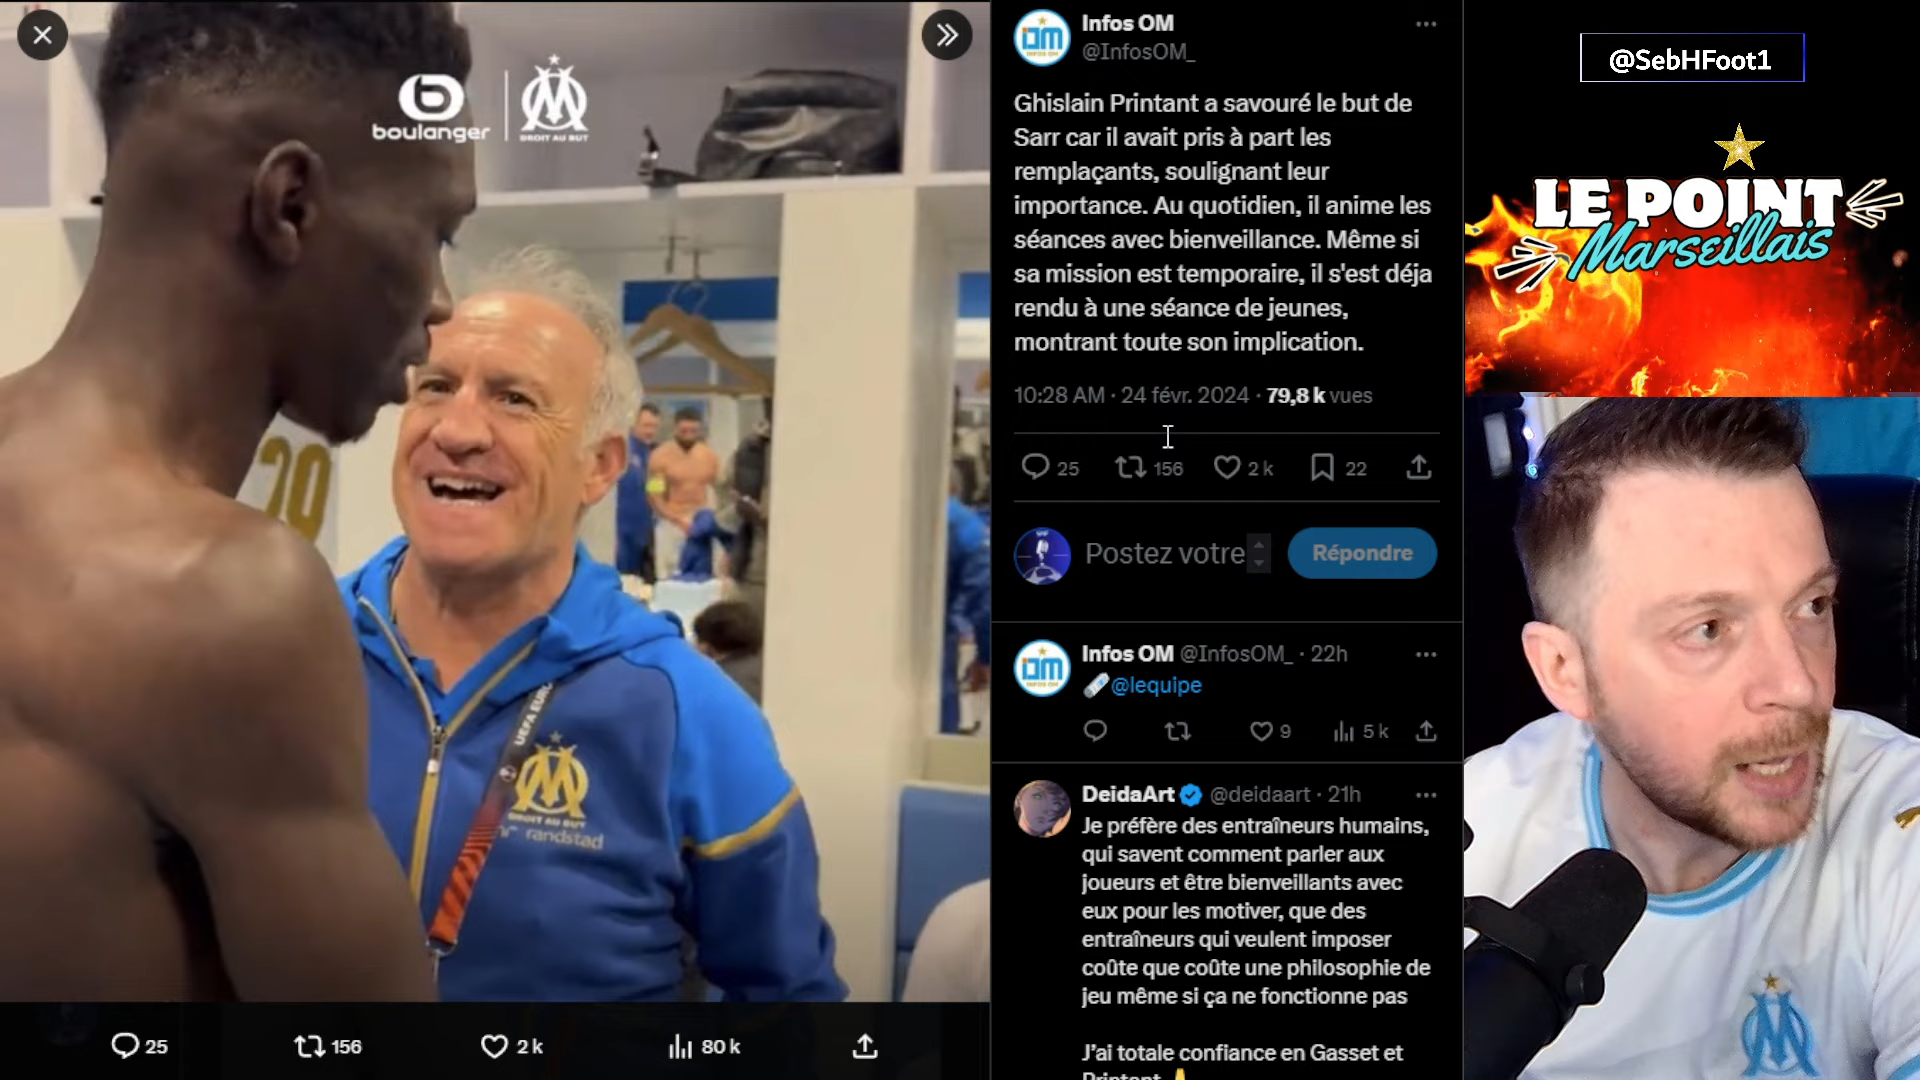 boulanger
DROIT AU BUT
29
UEFA EURO
DROIT AU BUT
randstad
25
156
2 k
80 k
Infos OM
@InfosOM_
Ghislain Printant a savouré le but de
Sarr car il avait pris à part les
remplaçants, soulignant leur
importance. Au quotidien, il anime les
séances avec bienveillance. Même si
sa mission est temporaire, il s'est déja
rendu à une séance de jeunes,
montrant toute son implication.
10:28 AM · 24 févr. 2024 · 79,8 k vues
25 156 2 k 22
Postez votre
Répondre
Infos OM @InfosOM_ · 22h
@lequipe
9 5 k
DeidaArt @deidaart · 21h
Je préfère des entraîneurs humains,
qui savent comment parler aux
joueurs et être bienveillants avec
eux pour les motiver, que des
entraîneurs qui veulent imposer
coûte que coûte une philosophie de
jeu même si ça ne fonctionne pas
J'ai totale confiance en Gasset et
Printant
@SebHFoot1
LE POINT
Marseillais